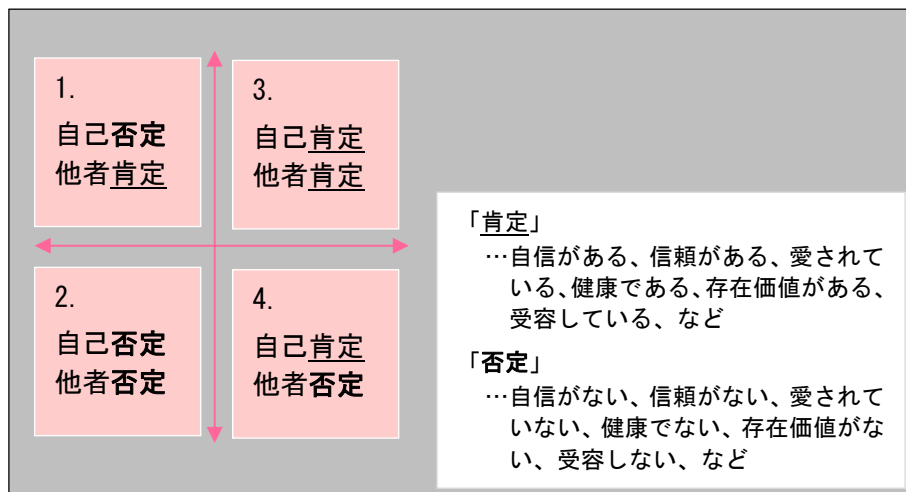 1.
自己否定
他者肯定
3.
自己肯定
他者肯定
2.
自己否定
他者否定
4.
自己肯定
他者否定
「肯定」
…自信がある、信頼がある、愛されて
いる、健康である、存在価値がある、
受容している、など
「否定」
…自信がない、信頼がない、愛されて
いない、健康でない、存在価値がな
い、受容しない、など